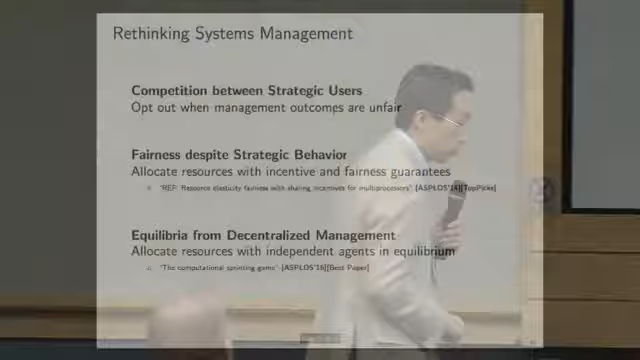 Rethinking Systems Management
Competition between Strategic Users
Opt out when management outcomes are unfair
Fairness despite Strategic Behavior
Allocate resources with incentive and fairness guarantees
"REF: Resource elasticity fairness with sharing incentives for multiprocessors" [ASPLOS'14][TopPicks]
Equilibria from Decentralized Management
Allocate resources with independent agents in equilibrium
"The computational sprinting game" [ASPLOS'16][Best Paper]